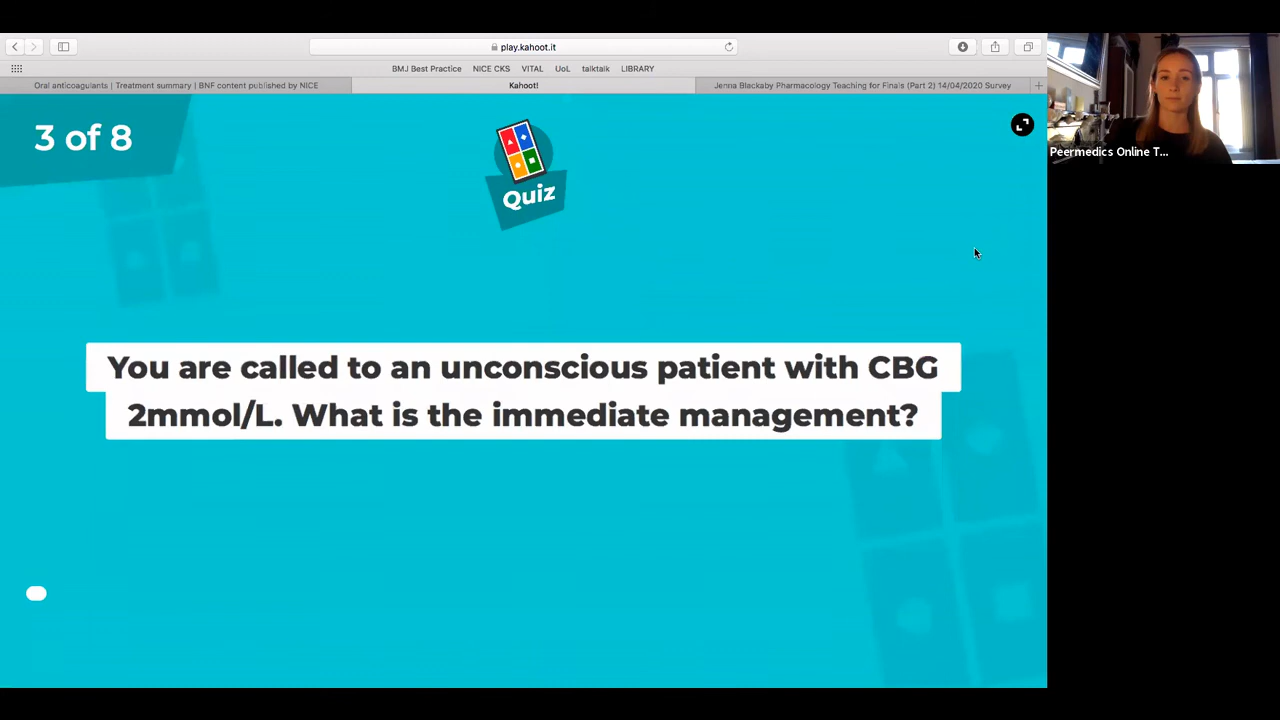 play.kahoot.it
BMJ Best Practice NICE CKS VITAL UoL talktalk LIBRARY
Oral anticoagulants | Treatment summary | BNF content published by NICE
Kahoot!
Jenna Blackaby Pharmacology Teaching for Finals (Part 2) 14/04/2020 Survey
3 of 8
Quiz
Peermedics Online T...
You are called to an unconscious patient with CBG
2mmol/L. What is the immediate management?